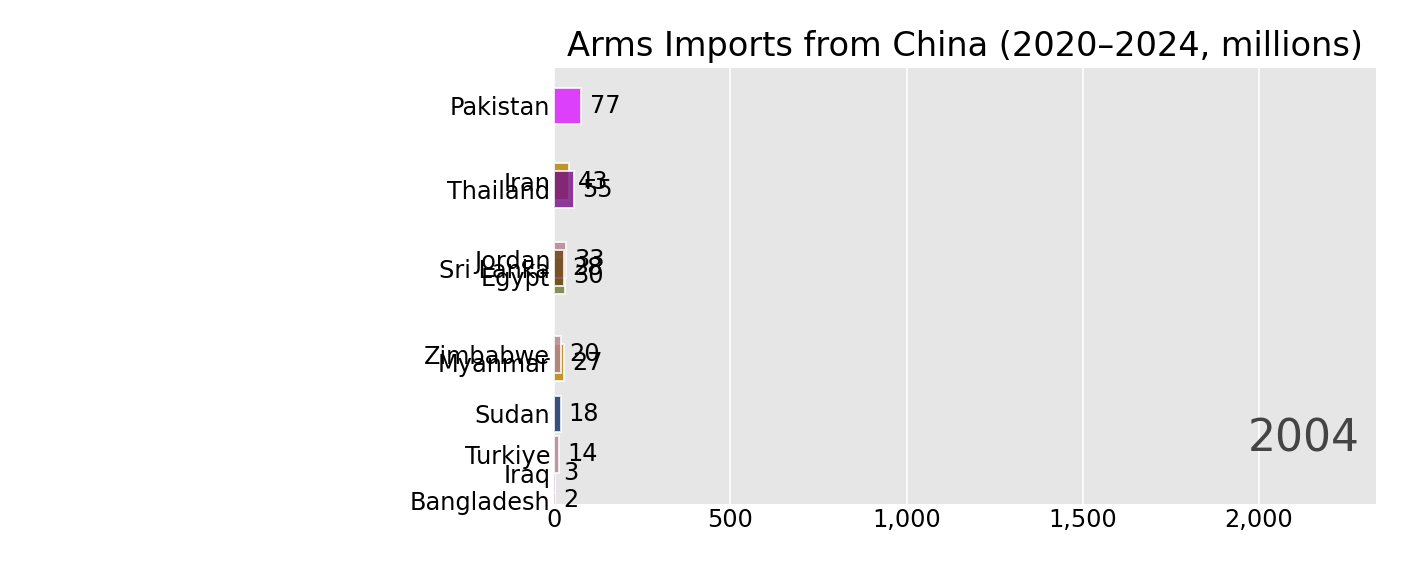 Arms Imports from China (2020–2024, millions)
Pakistan 77
Iran 43
Thailand 55
Jordan 33
Sri Lanka 28
Egypt 30
Zimbabwe 20
Myanmar 27
Sudan 18
Turkiye 14
Iraq 3
Bangladesh 2
2004
0 500 1,000 1,500 2,000